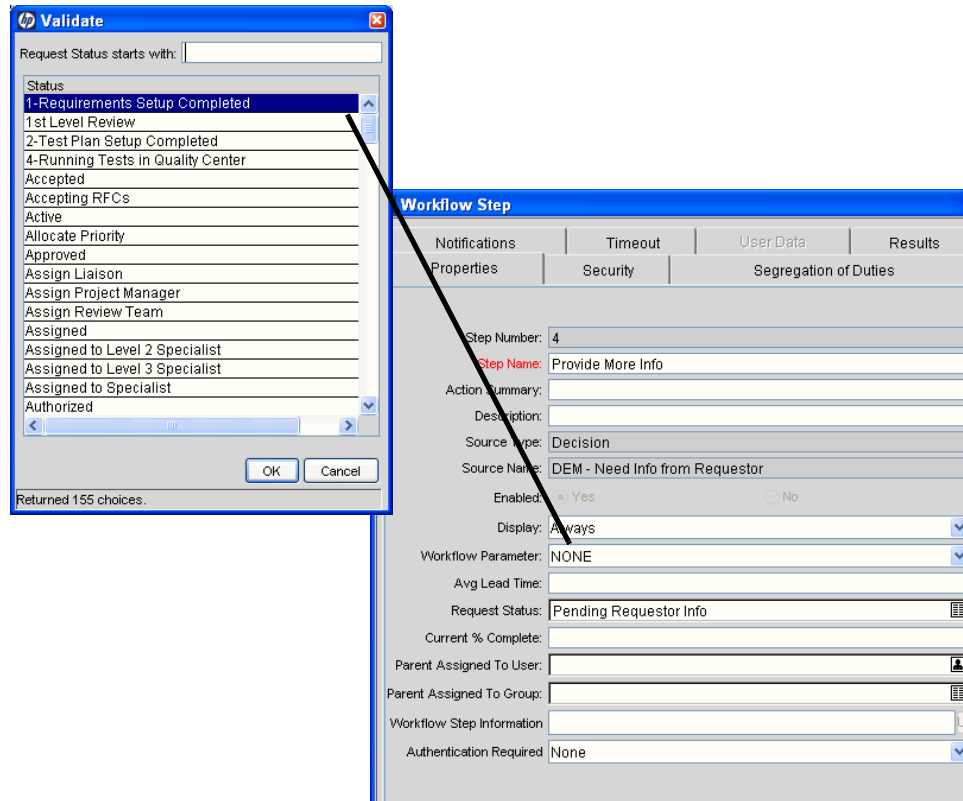 Validate
Request Status starts with:
Status
1-Requirements Setup Completed
1st Level Review
2-Test Plan Setup Completed
4-Running Tests in Quality Center
Accepted
Accepting RFCs
Active
Allocate Priority
Approved
Assign Liaison
Assign Project Manager
Assign Review Team
Assigned
Assigned to Level 2 Specialist
Assigned to Level 3 Specialist
Assigned to Specialist
Authorized
OK Cancel
Returned 155 choices.
Workflow Step
Notifications Timeout User Data Results
Properties Security Segregation of Duties
Step Number: 4
Step Name: Provide More Info
Action Summary:
Description:
Source Type: Decision
Source Name: DEM - Need Info from Requestor
Enabled: Yes No
Display: Always
Workflow Parameter: NONE
Avg Lead Time:
Request Status: Pending Requestor Info
Current % Complete:
Parent Assigned To User:
Parent Assigned To Group:
Workflow Step Information
Authentication Required None